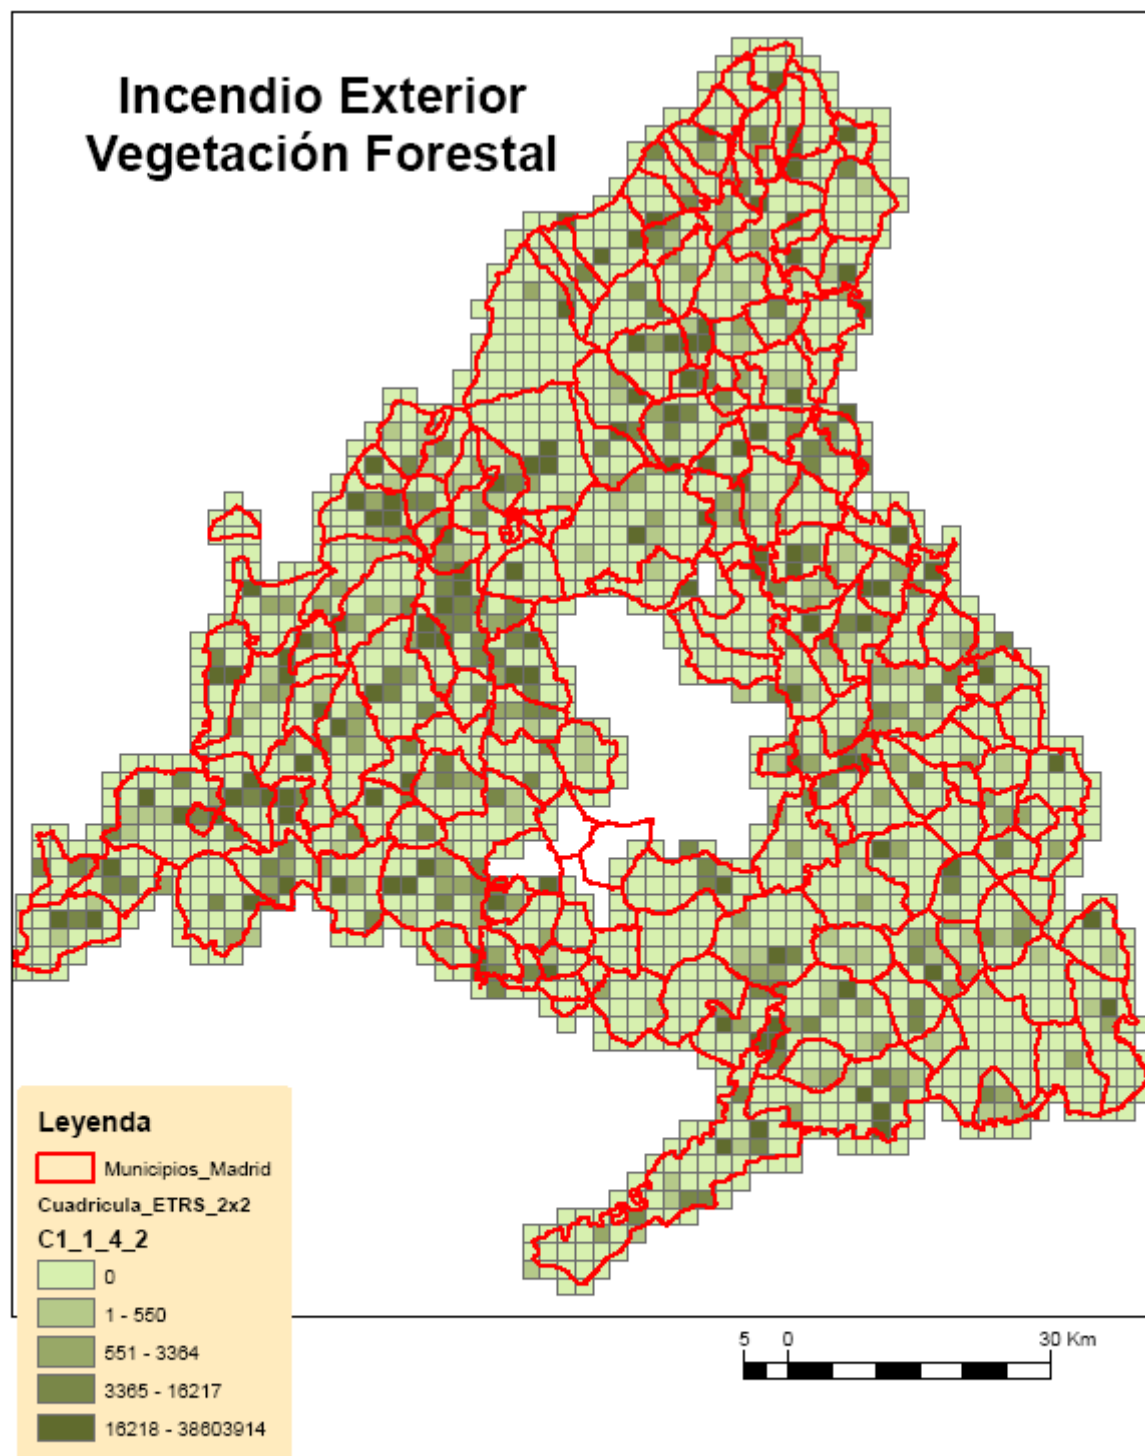 Incendio Exterior
Vegetación Forestal
Leyenda
Municipios_Madrid
Cuadricula_ETRS_2x2
C1_1_4_2
0
1 - 550
551 - 3364
3365 - 16217
16218 - 38603914
5 0 30 Km